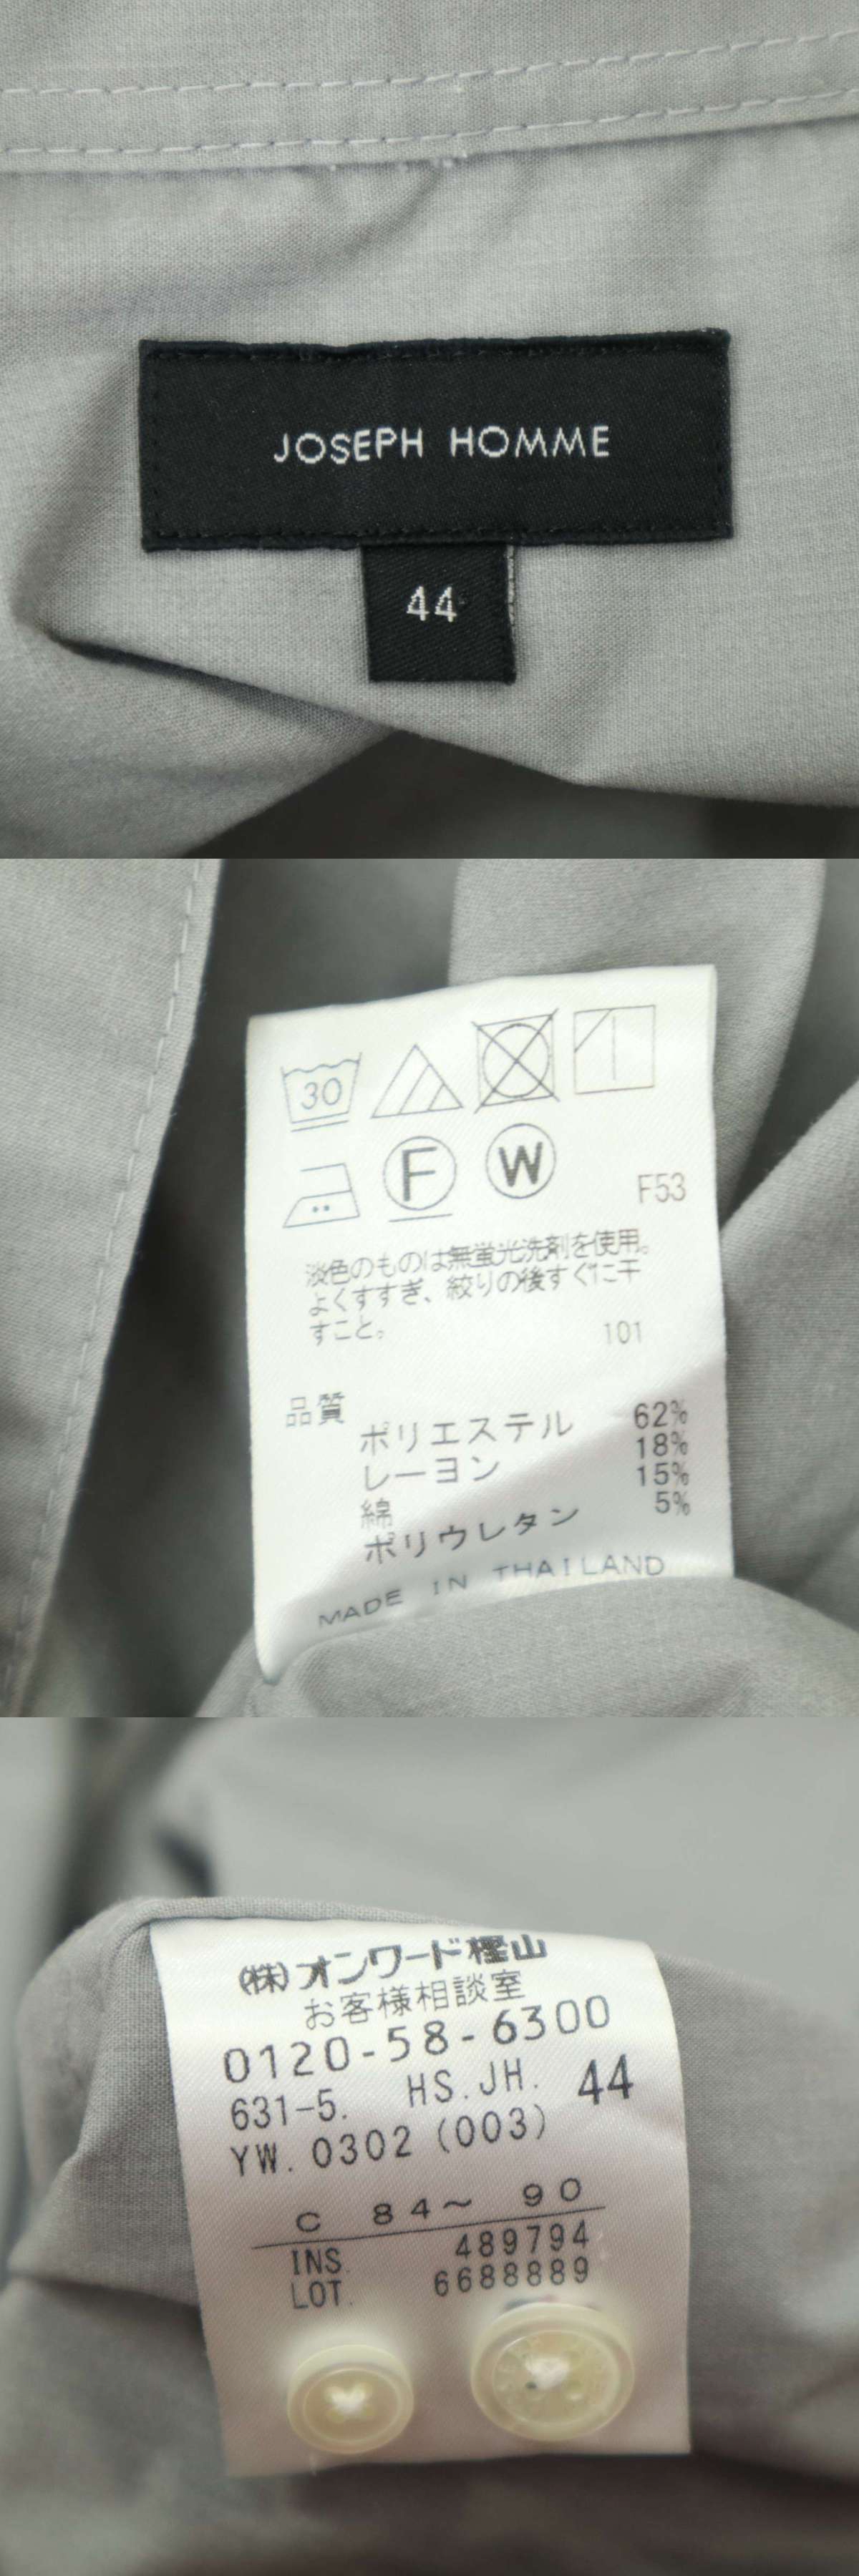 JOSEPH HOMME
44
30
F W
F53
淡色のものは無蛍光洗剤を使用。
よくすすぎ、絞りの後すぐに干
すこと。
101
品質
ポリエステル 62%
レーヨン 18%
綿 15%
ポリウレタン 5%
MADE IN THAILAND
(株)オンワード樫山
お客様相談室
0120-58-6300
631-5. HS.JH. 44
YW. 0302 (003)
C 84～ 90
INS. 489794
LOT. 6688889